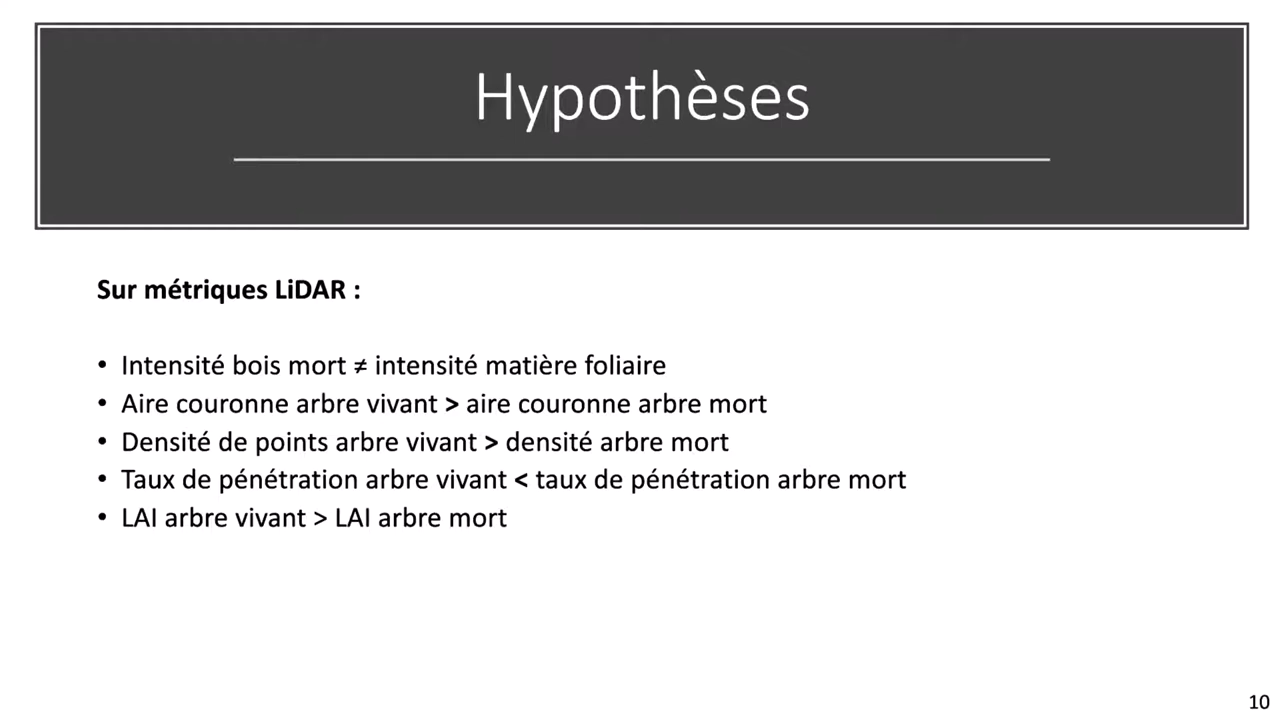 Hypothèses
Sur métriques LiDAR :
• Intensité bois mort ≠ intensité matière foliaire
• Aire couronne arbre vivant > aire couronne arbre mort
• Densité de points arbre vivant > densité arbre mort
• Taux de pénétration arbre vivant < taux de pénétration arbre mort
• LAI arbre vivant > LAI arbre mort
10